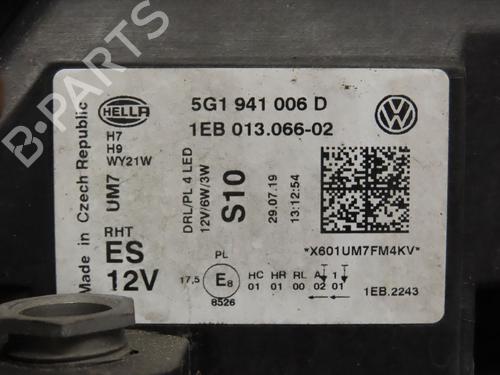 HELLA
5G1 941 006 D
1EB 013.066-02
H7
H9
WY21W
Made in Czech Republic
UM7
DRL/PL 4 LED
12V/6W/3W
S10
29.07.19
13:12:54
RHT
ES
12V
*X601UM7FM4KV*
PL
17,5
E8
8526
HC HR RL A 1
01 01 00 02 01
1EB.2243
B-PARTS